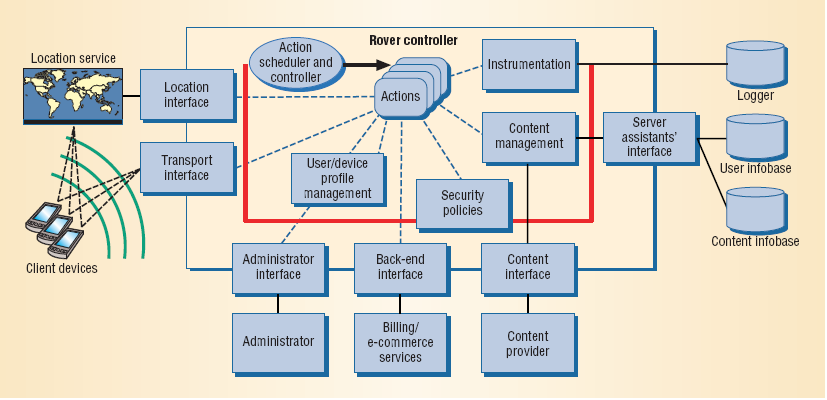 Rover controller
Location service
Action
scheduler and
controller
Instrumentation
Actions
Location
interface
Logger
Content
management
Server
assistants'
interface
Transport
interface
User/device
profile
management
User infobase
Security
policies
Client devices
Content infobase
Administrator
interface
Back-end
interface
Content
interface
Administrator
Billing/
e-commerce
services
Content
provider